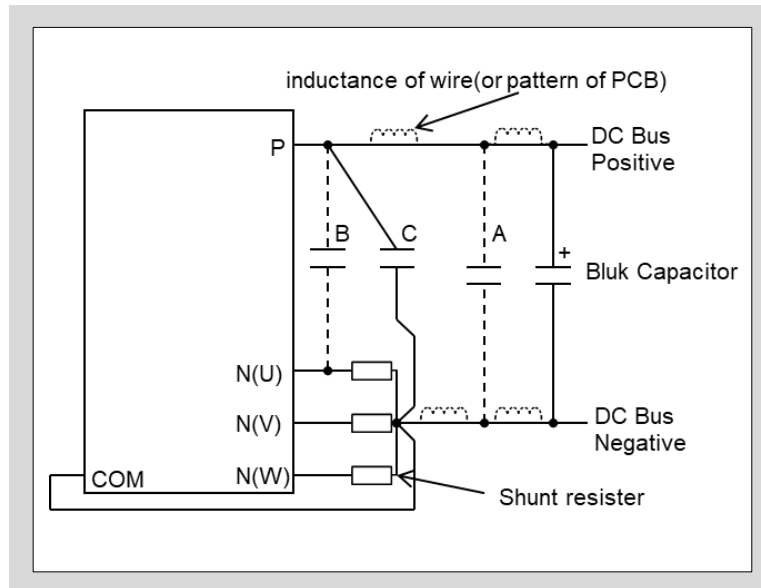 inductance of wire(or pattern of PCB)
P
DC Bus
Positive
B
C
A
+
Bluk Capacitor
N(U)
N(V)
DC Bus
Negative
COM
N(W)
Shunt resister